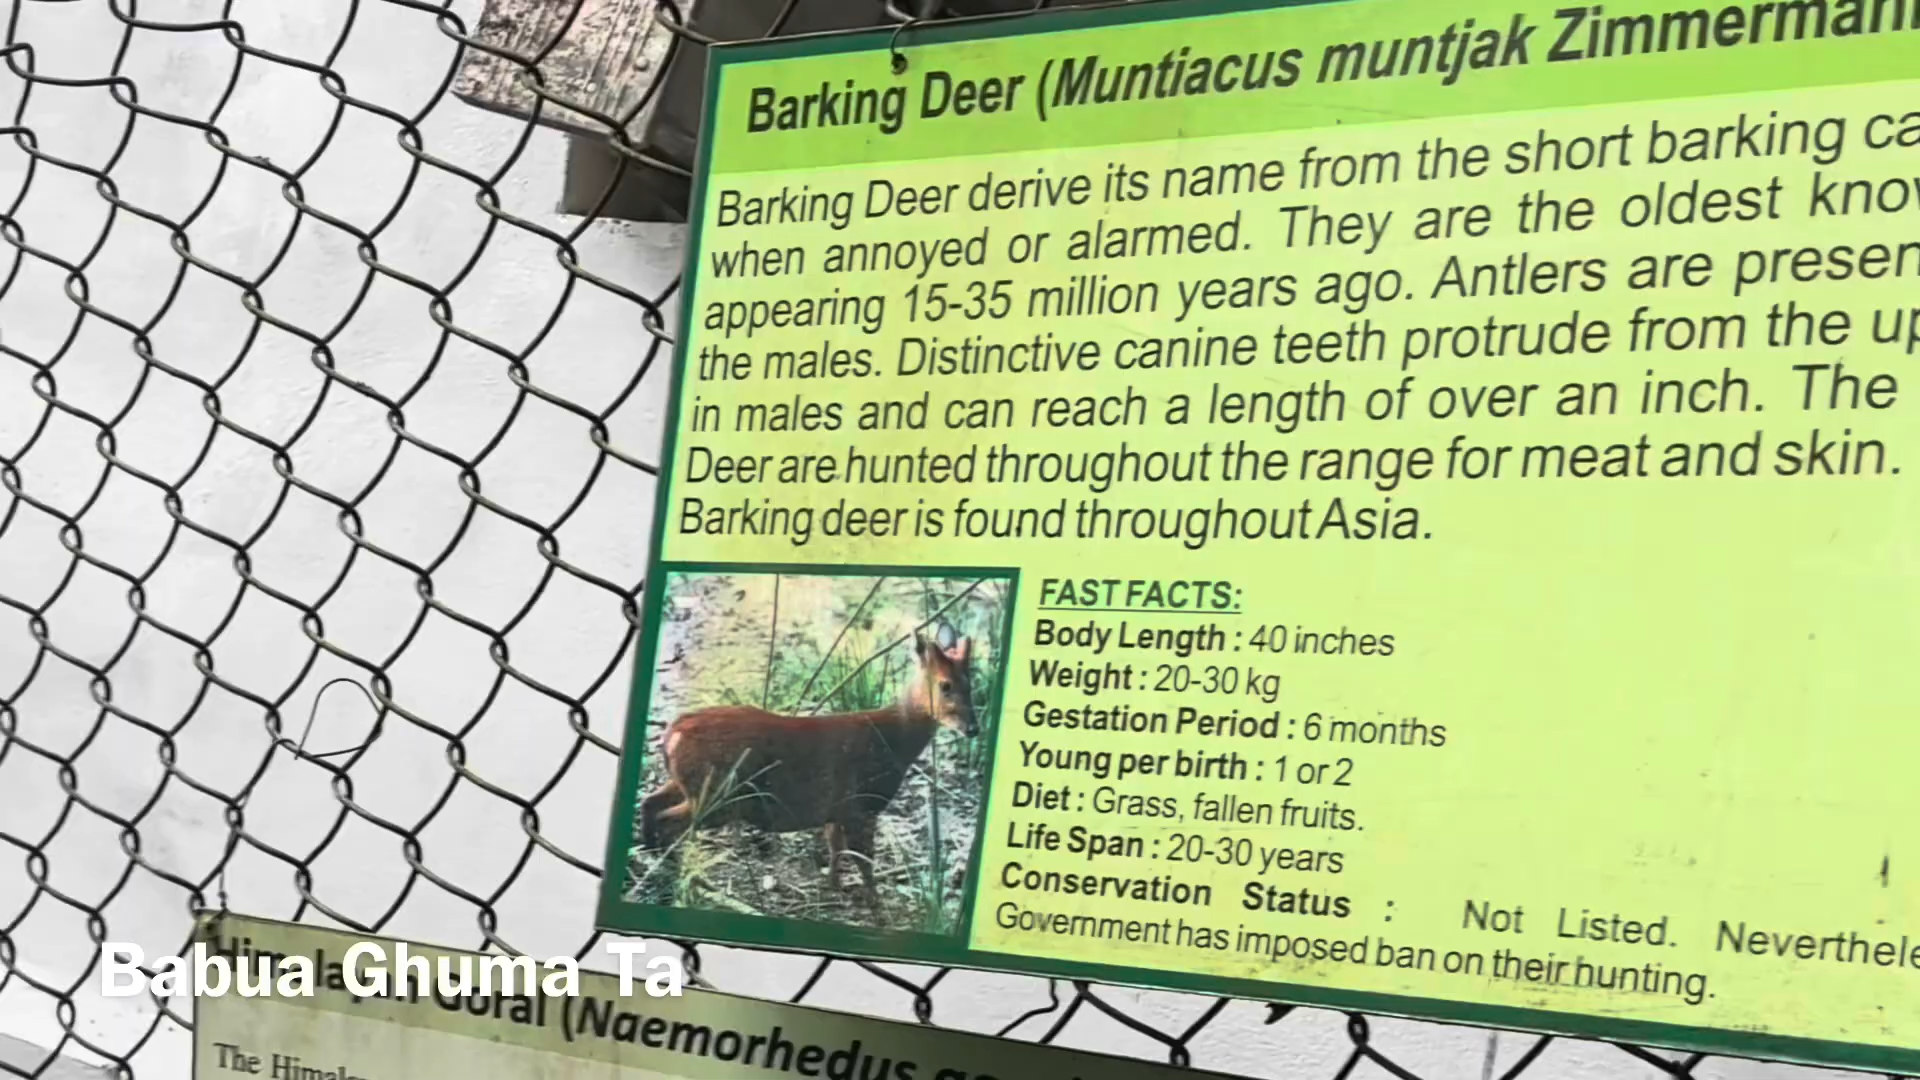 Barking Deer (Muntiacus muntjak Zimmermann
Barking Deer derive its name from the short barking
when annoyed or alarmed. They are the oldest
appearing 15-35 million years ago. Antlers are
the males. Distinctive canine teeth protrude from the
in males and can reach a length of over an inch. The
Deer are hunted throughout the range for meat and skin.
Barking deer is found throughout Asia.
FAST FACTS:
Body Length : 40 inches
Weight : 20-30 kg
Gestation Period : 6 months
Young per birth : 1 or 2
Diet : Grass, fallen fruits.
Life Span : 20-30 years
Conservation Status : Not Listed.
Government has imposed ban on their hunting.
Babua Ghuma Ta
Himalayan Goral (Naemorhedus
The